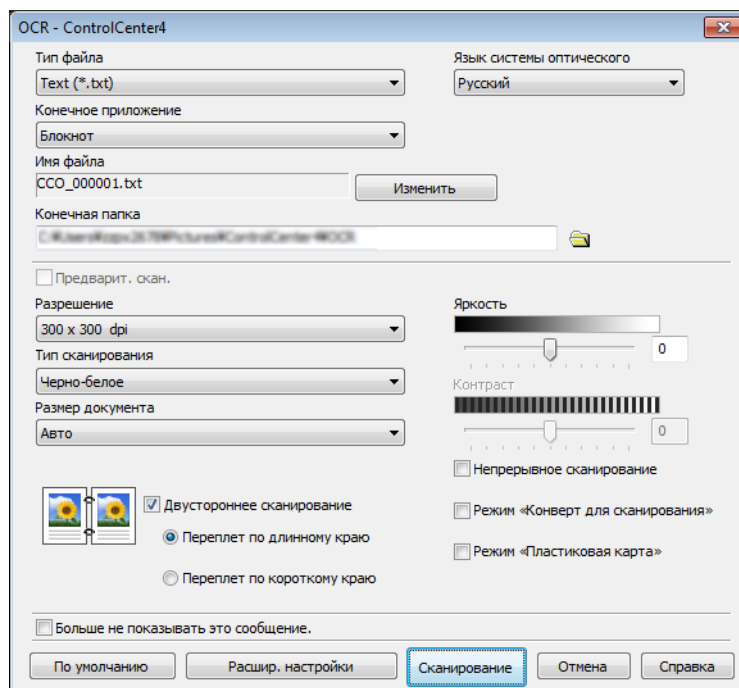 OCR - ControlCenter4
Тип файла
Язык системы оптического
Text (*.txt)
Русский
Конечное приложение
Блокнот
Имя файла
CCO_000001.txt
Изменить
Конечная папка
Предварит. скан.
Разрешение
Яркость
300 x 300 dpi
0
Тип сканирования
Контраст
Черно-белое
Размер документа
0
Авто
Непрерывное сканирование
Двустороннее сканирование
Режим «Конверт для сканирования»
Переплет по длинному краю
Режим «Пластиковая карта»
Переплет по короткому краю
Больше не показывать это сообщение.
По умолчанию
Расшир. настройки
Сканирование
Отмена
Справка